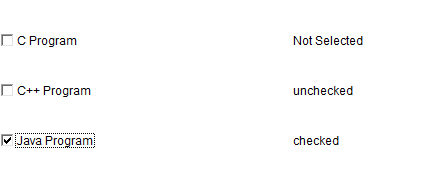 C Program Not Selected
C++ Program unchecked
Java Program checked